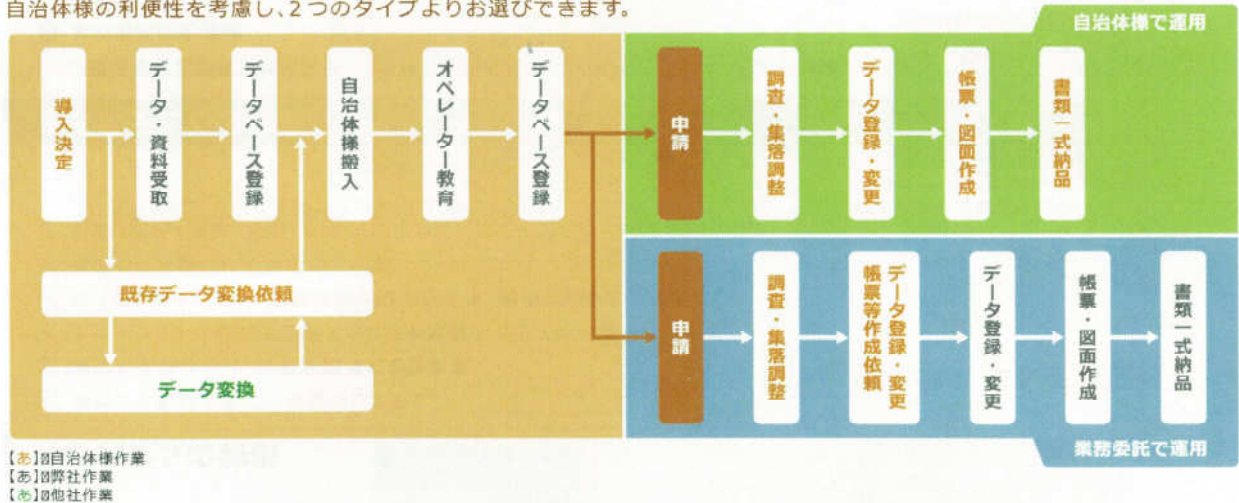 自治体様の利便性を考慮し、2つのタイプよりお選びできます。
自治体様で運用
導入決定
データ・資料受取
データベース登録
自治体様搬入
オペレーター教育
データベース登録
既存データ変換依頼
データ変換
申請
調査・集落調整
データ登録・変更
帳票・図面作成
書類一式納品
申請
調査・集落調整
データ登録・変更
帳票等作成依頼
データ登録・変更
帳票・図面作成
書類一式納品
業務委託で運用
【あ】自治体様作業
【あ】弊社作業
【あ】他社作業